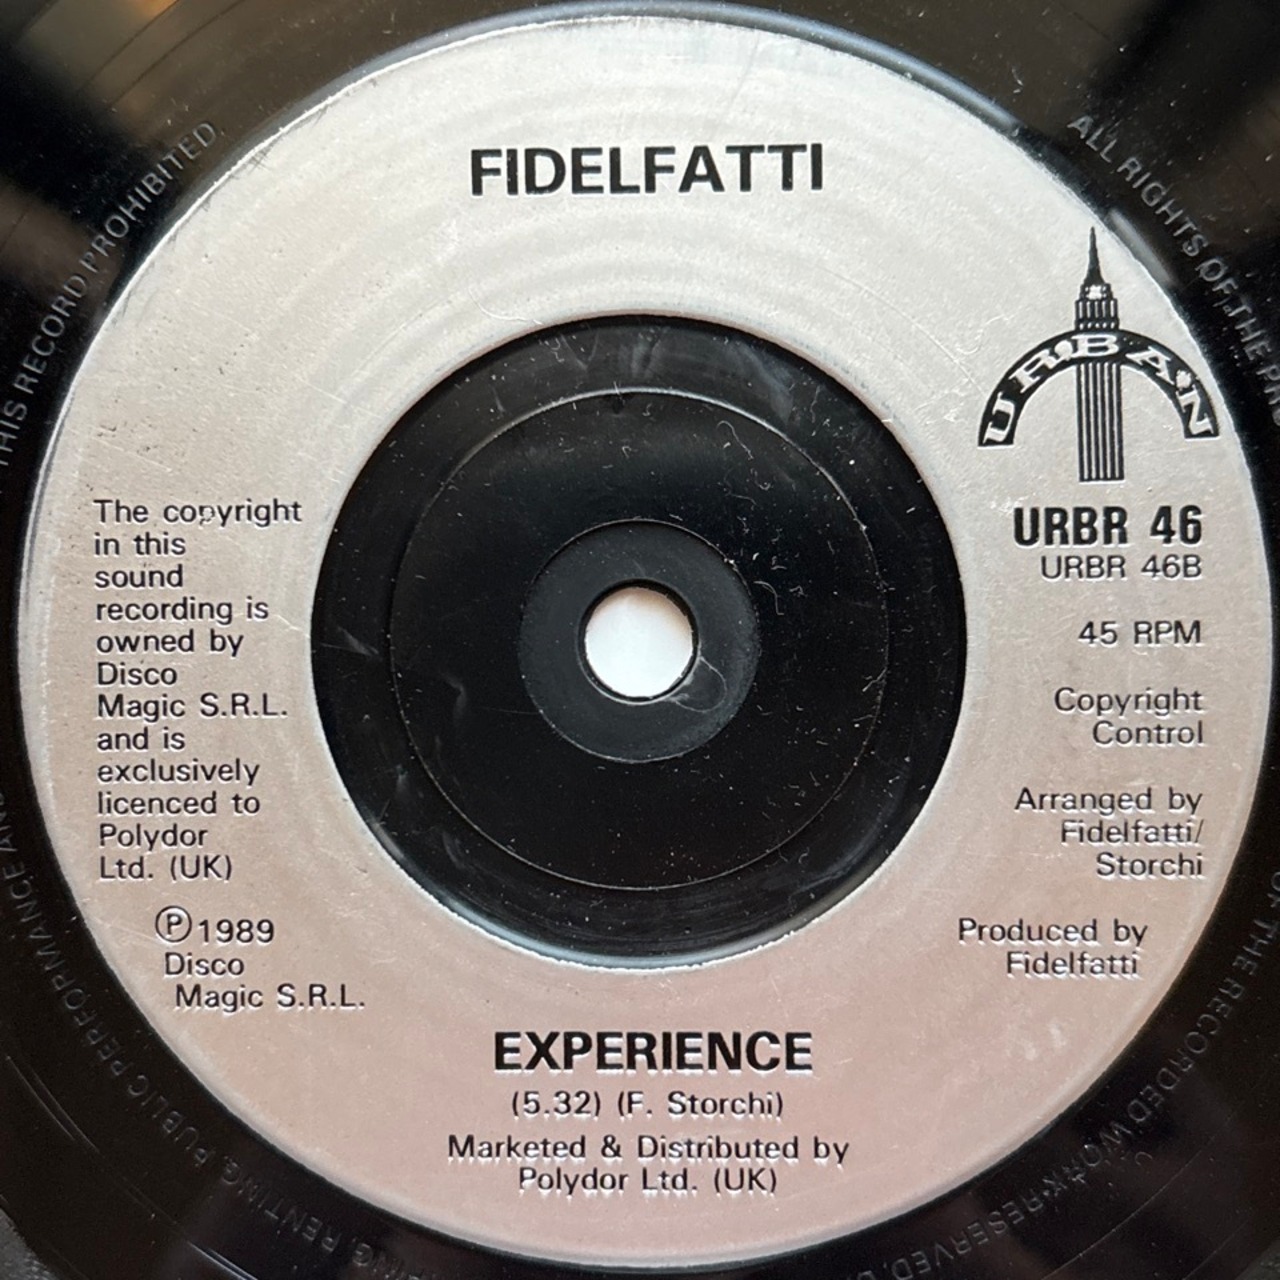 FIDELFATTI
URBAN
URBR 46
URBR 46B
45 RPM
Copyright
Control
Arranged by
Fidelfatti/
Storchi
Produced by
Fidelfatti
The copyright
in this
sound
recording is
owned by
Disco
Magic S.R.L.
and is
exclusively
licenced to
Polydor
Ltd. (UK)
℗1989
Disco
Magic S.R.L.
EXPERIENCE
(5.32) (F. Storchi)
Marketed & Distributed by
Polydor Ltd. (UK)
ALL RIGHTS OF THE
OF THE RECORDED WORK RESERVED.
RENTING, PUBLIC PERFORMANCE
THIS RECORD PROHIBITED